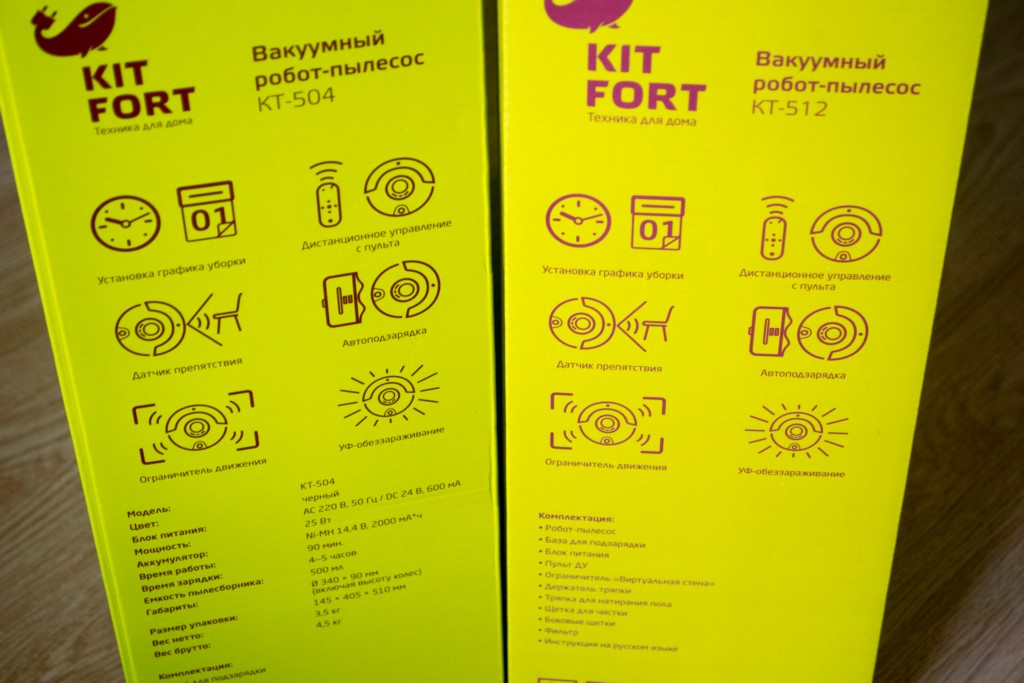 KIT
FORT
Техника для дома
Вакуумный
робот-пылесос
КТ-504
01
Установка графика уборки
Дистанционное управление
с пульта
Датчик препятствия
Автоподзарядка
Ограничитель движения
УФ-обеззараживание
Модель: КТ-504
Цвет: черный
Блок питания: АС 220 В, 50 Гц / DC 24 В, 600 мА
Мощность: 25 Вт
Аккумулятор: Ni-MH 14,4 В, 2000 мА*ч
Время работы: 90 мин.
Время зарядки: 4–5 часов
Емкость пылесборника: 500 мл
Габариты: Ø 340 × 90 мм
(включая высоту колес)
Размер упаковки: 145 × 405 × 510 мм
Вес нетто: 3,5 кг
Вес брутто: 4,5 кг
Комплектация:
для подзарядки
KIT
FORT
Техника для дома
Вакуумный
робот-пылесос
КТ-512
01
Установка графика уборки
Дистанционное управление
с пульта
Датчик препятствия
Автоподзарядка
Ограничитель движения
УФ-обеззараживание
Комплектация:
• Робот-пылесос
• База для подзарядки
• Блок питания
• Пульт ДУ
• Ограничитель «Виртуальная стена»
• Держатель тряпки
• Тряпка для натирания пола
• Щетка для чистки
• Боковые щетки
• Фильтр
• Инструкция на русском языке